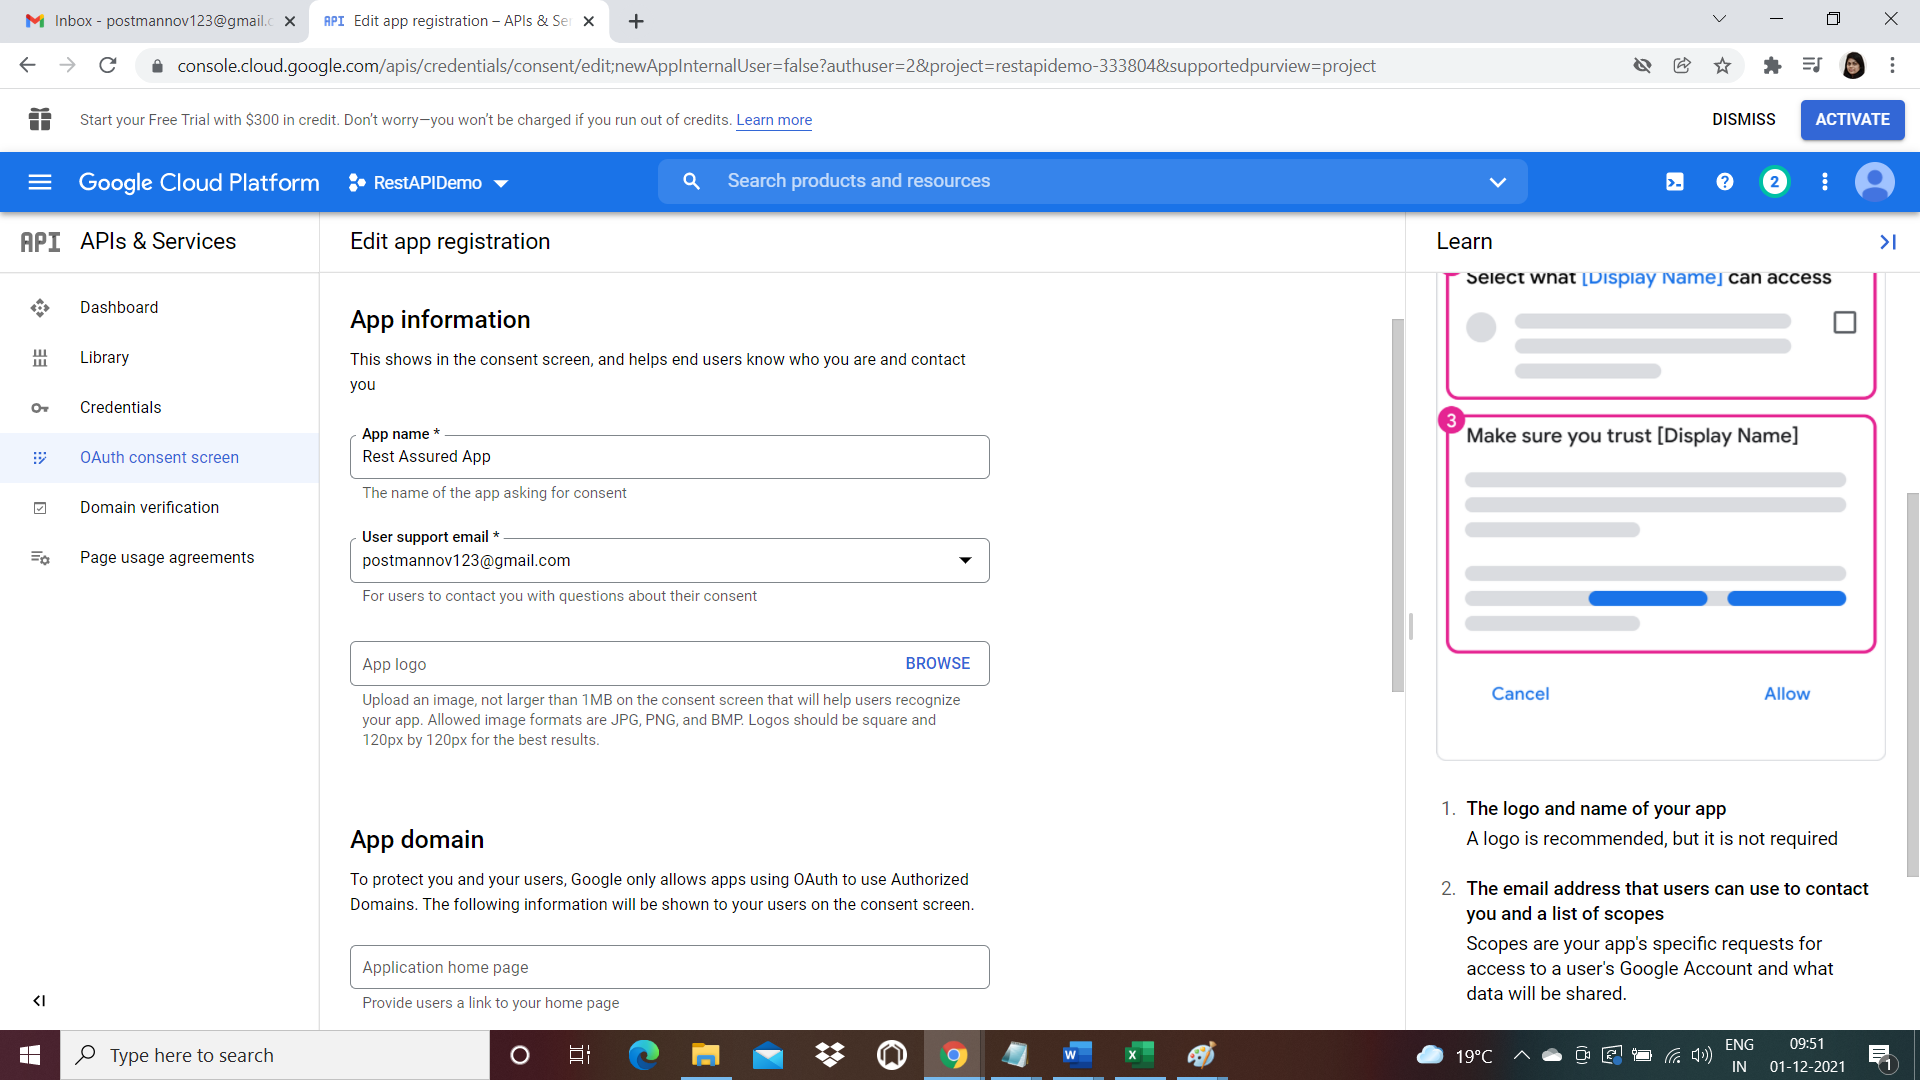 Inbox - postmannov123@gmail.c
API Edit app registration – APIs & Se
console.cloud.google.com/apis/credentials/consent/edit;newAppInternalUser=false?authuser=2&project=restapidemo-333804&supportedpurview=project
Start your Free Trial with $300 in credit. Don't worry—you won't be charged if you run out of credits. Learn more
DISMISS
ACTIVATE
Google Cloud Platform
RestAPIDemo
Search products and resources
2
API APIs & Services
Dashboard
Library
Credentials
OAuth consent screen
Domain verification
Page usage agreements
Edit app registration
App information
This shows in the consent screen, and helps end users know who you are and contact
you
App name *
Rest Assured App
The name of the app asking for consent
User support email *
postmannov123@gmail.com
For users to contact you with questions about their consent
App logo
BROWSE
Upload an image, not larger than 1MB on the consent screen that will help users recognize
your app. Allowed image formats are JPG, PNG, and BMP. Logos should be square and
120px by 120px for the best results.
App domain
To protect you and your users, Google only allows apps using OAuth to use Authorized
Domains. The following information will be shown to your users on the consent screen.
Application home page
Provide users a link to your home page
Learn
Select what [Display Name] can access
3
Make sure you trust [Display Name]
Cancel
Allow
1. The logo and name of your app
A logo is recommended, but it is not required
2. The email address that users can use to contact
you and a list of scopes
Scopes are your app's specific requests for
access to a user's Google Account and what
data will be shared.
Type here to search
19°C
ENG
IN
09:51
01-12-2021
1